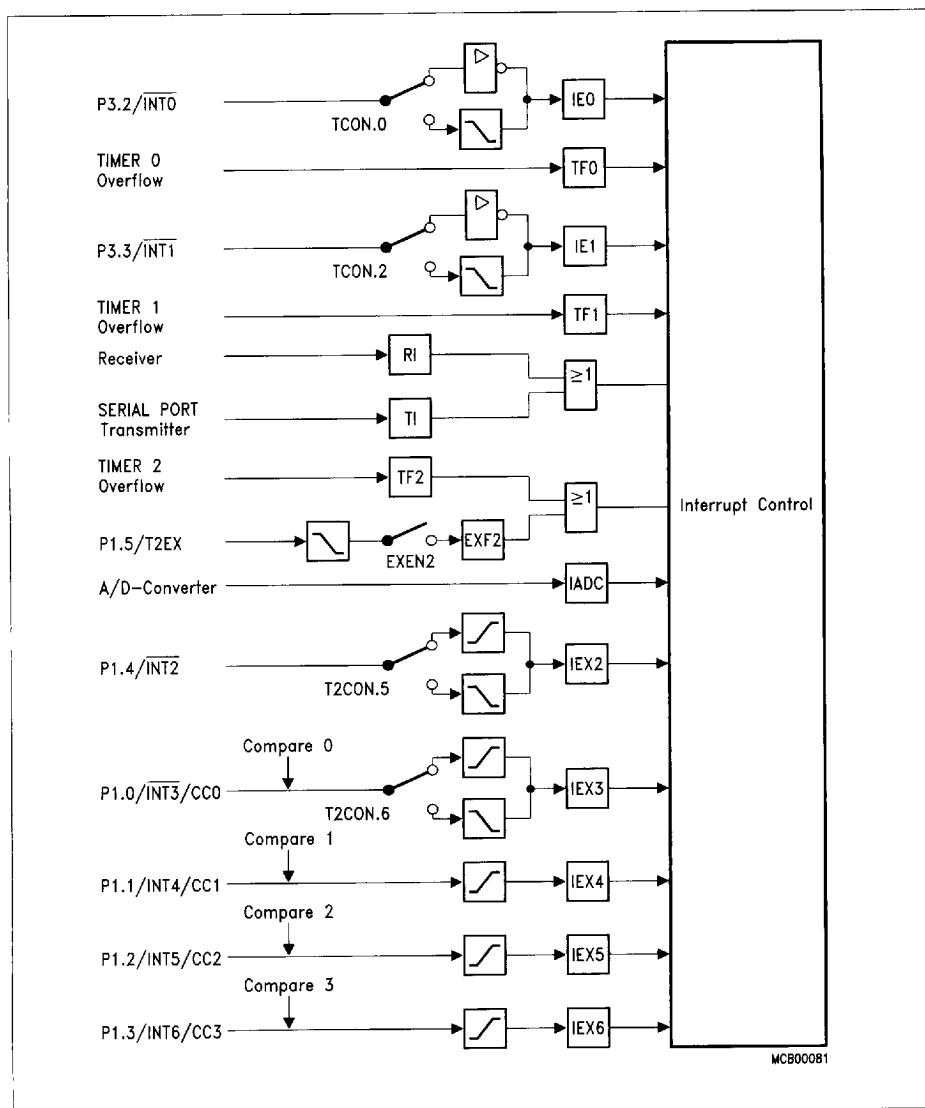 P3.2/INT0
TCON.0
IE0
TIMER 0
Overflow
TF0
P3.3/INT1
TCON.2
IE1
TIMER 1
Overflow
TF1
Receiver
RI
≥1
SERIAL PORT
Transmitter
TI
TIMER 2
Overflow
TF2
≥1
Interrupt Control
P1.5/T2EX
EXEN2
EXF2
A/D-Converter
IADC
P1.4/INT2
T2CON.5
IEX2
Compare 0
P1.0/INT3/CC0
T2CON.6
IEX3
Compare 1
P1.1/INT4/CC1
IEX4
Compare 2
P1.2/INT5/CC2
IEX5
Compare 3
P1.3/INT6/CC3
IEX6
MCB00081